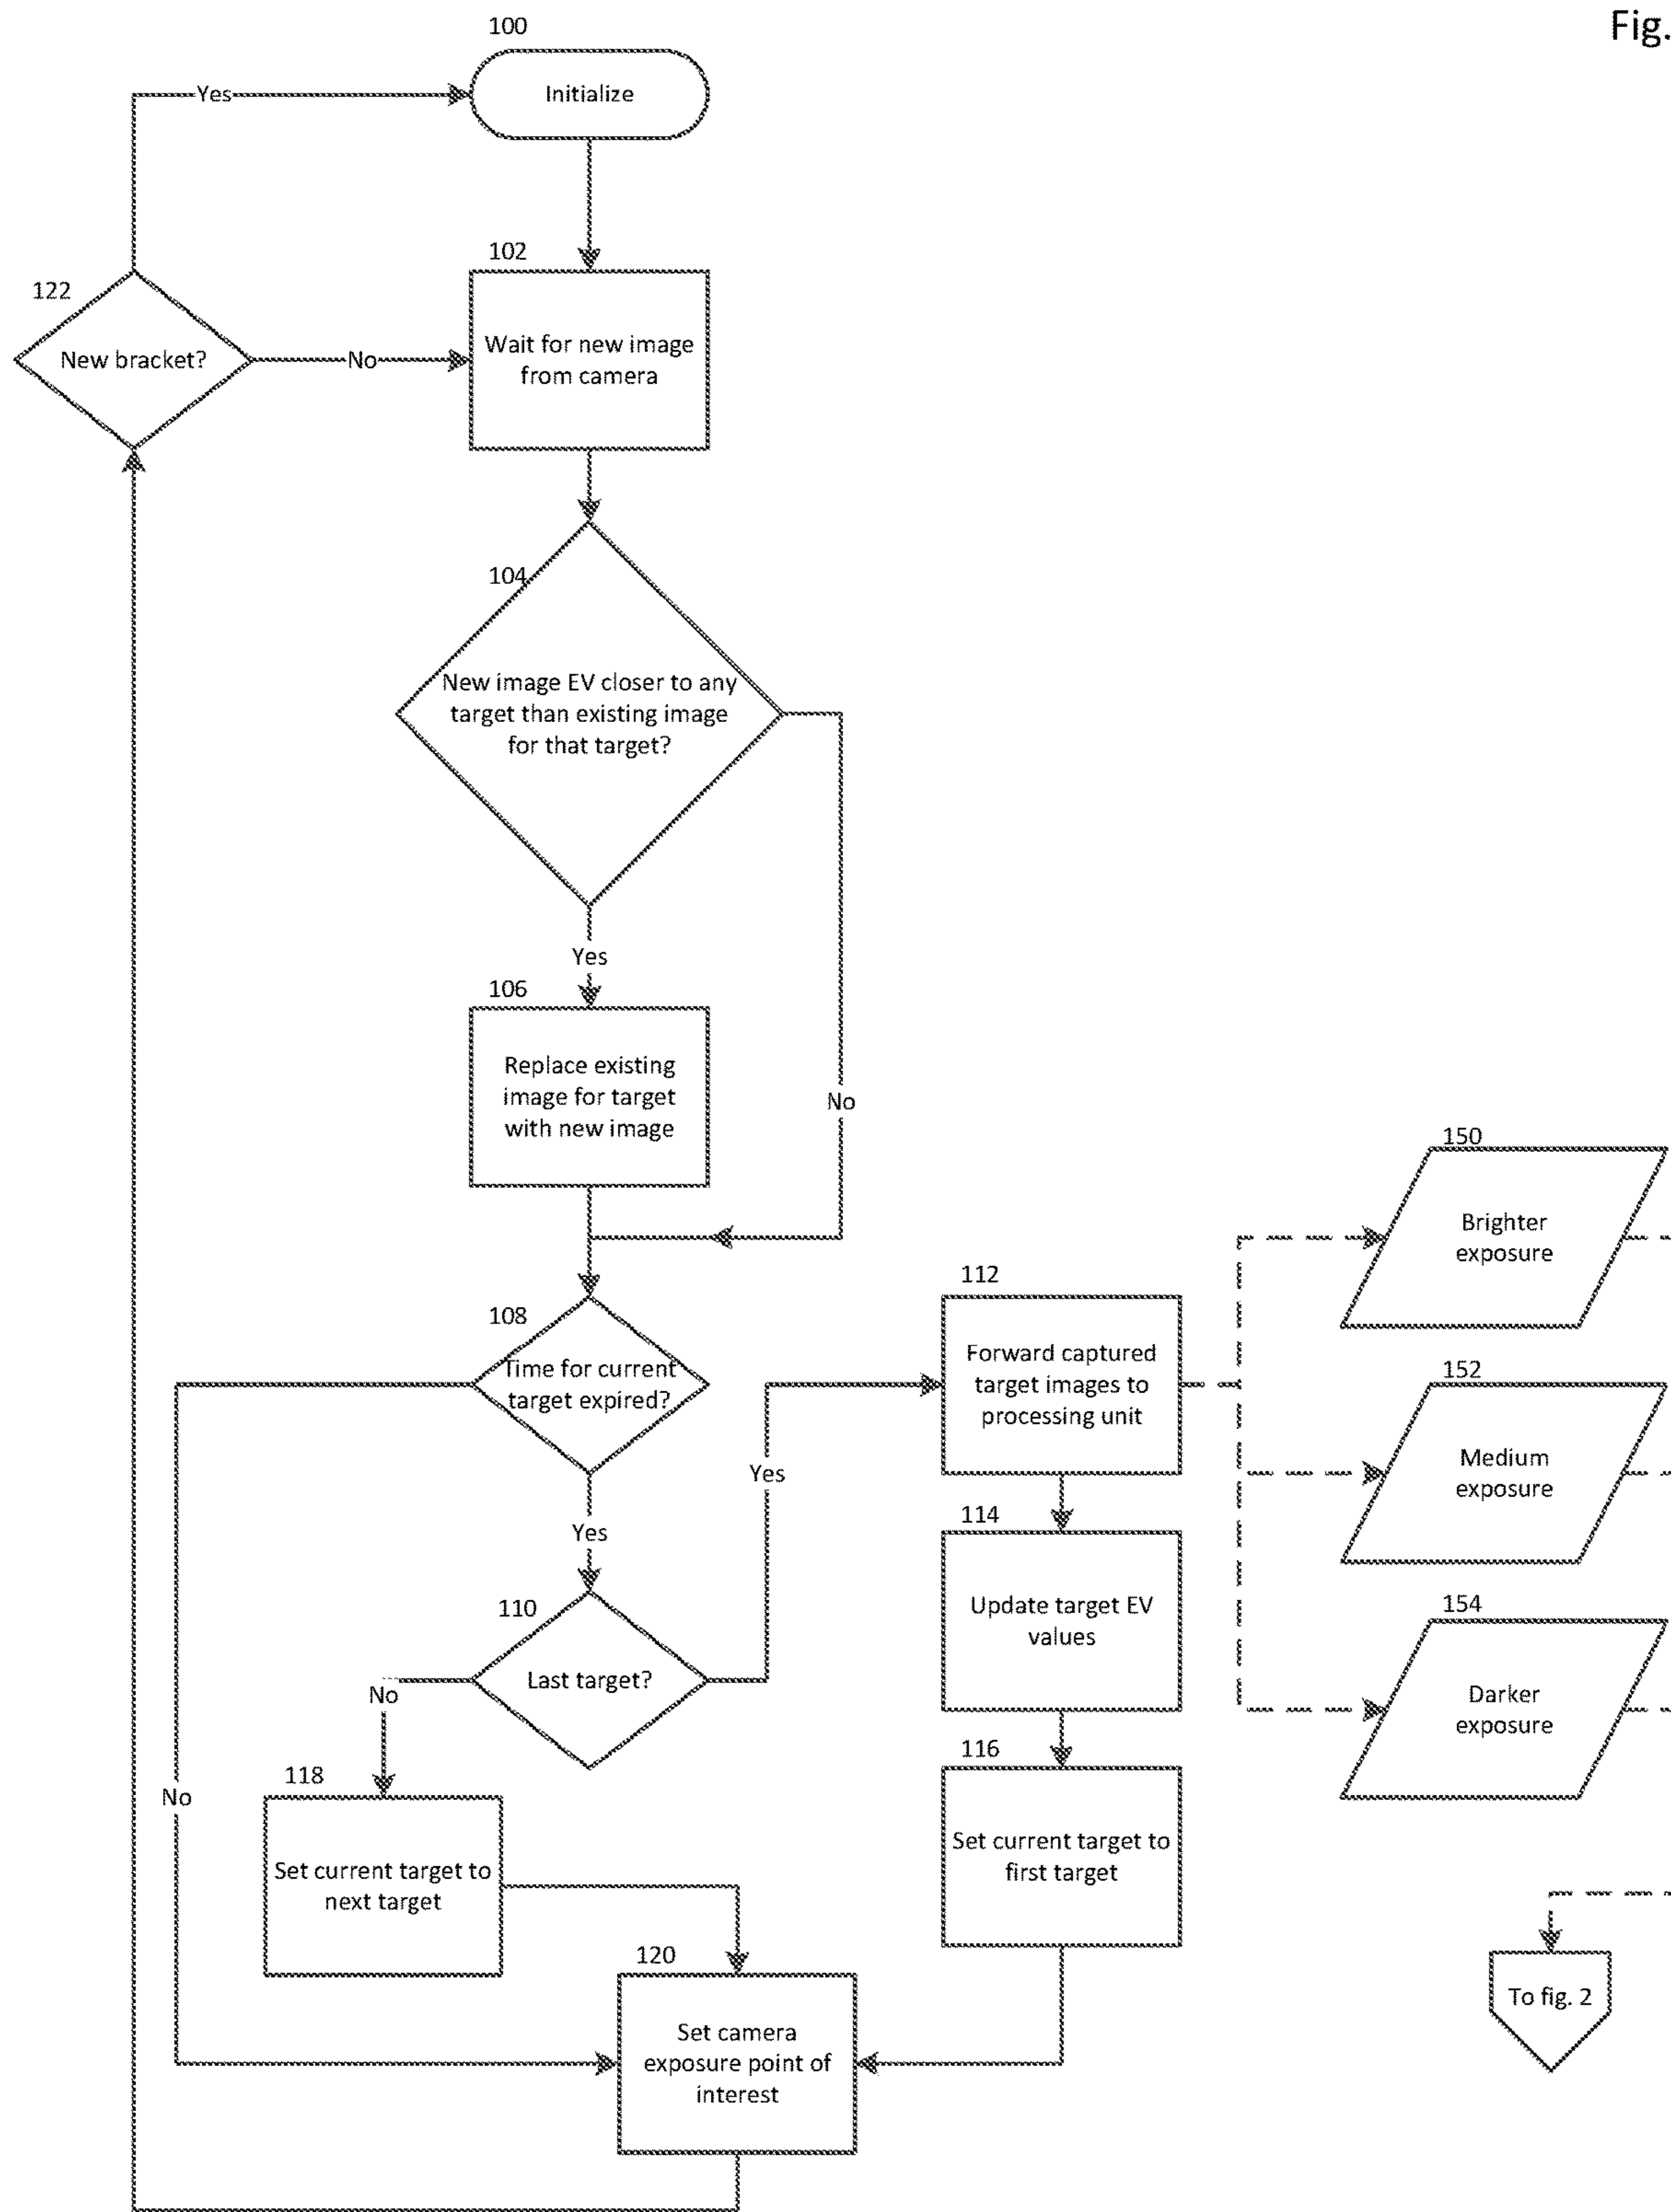 Fig.
100
Initialize
Yes
102
122
New bracket?
No
Wait for new image
from camera
104
New image EV closer to any
target than existing image
for that target?
Yes
106
Replace existing
image for target
with new image
No
150
Brighter
exposure
108
Time for current
target expired?
112
Forward captured
target images to
processing unit
152
Medium
exposure
Yes
Yes
114
Update target EV
values
110
Last target?
No
154
Darker
exposure
116
Set current target to
first target
118
Set current target to
next target
No
120
Set camera
exposure point of
interest
To fig. 2